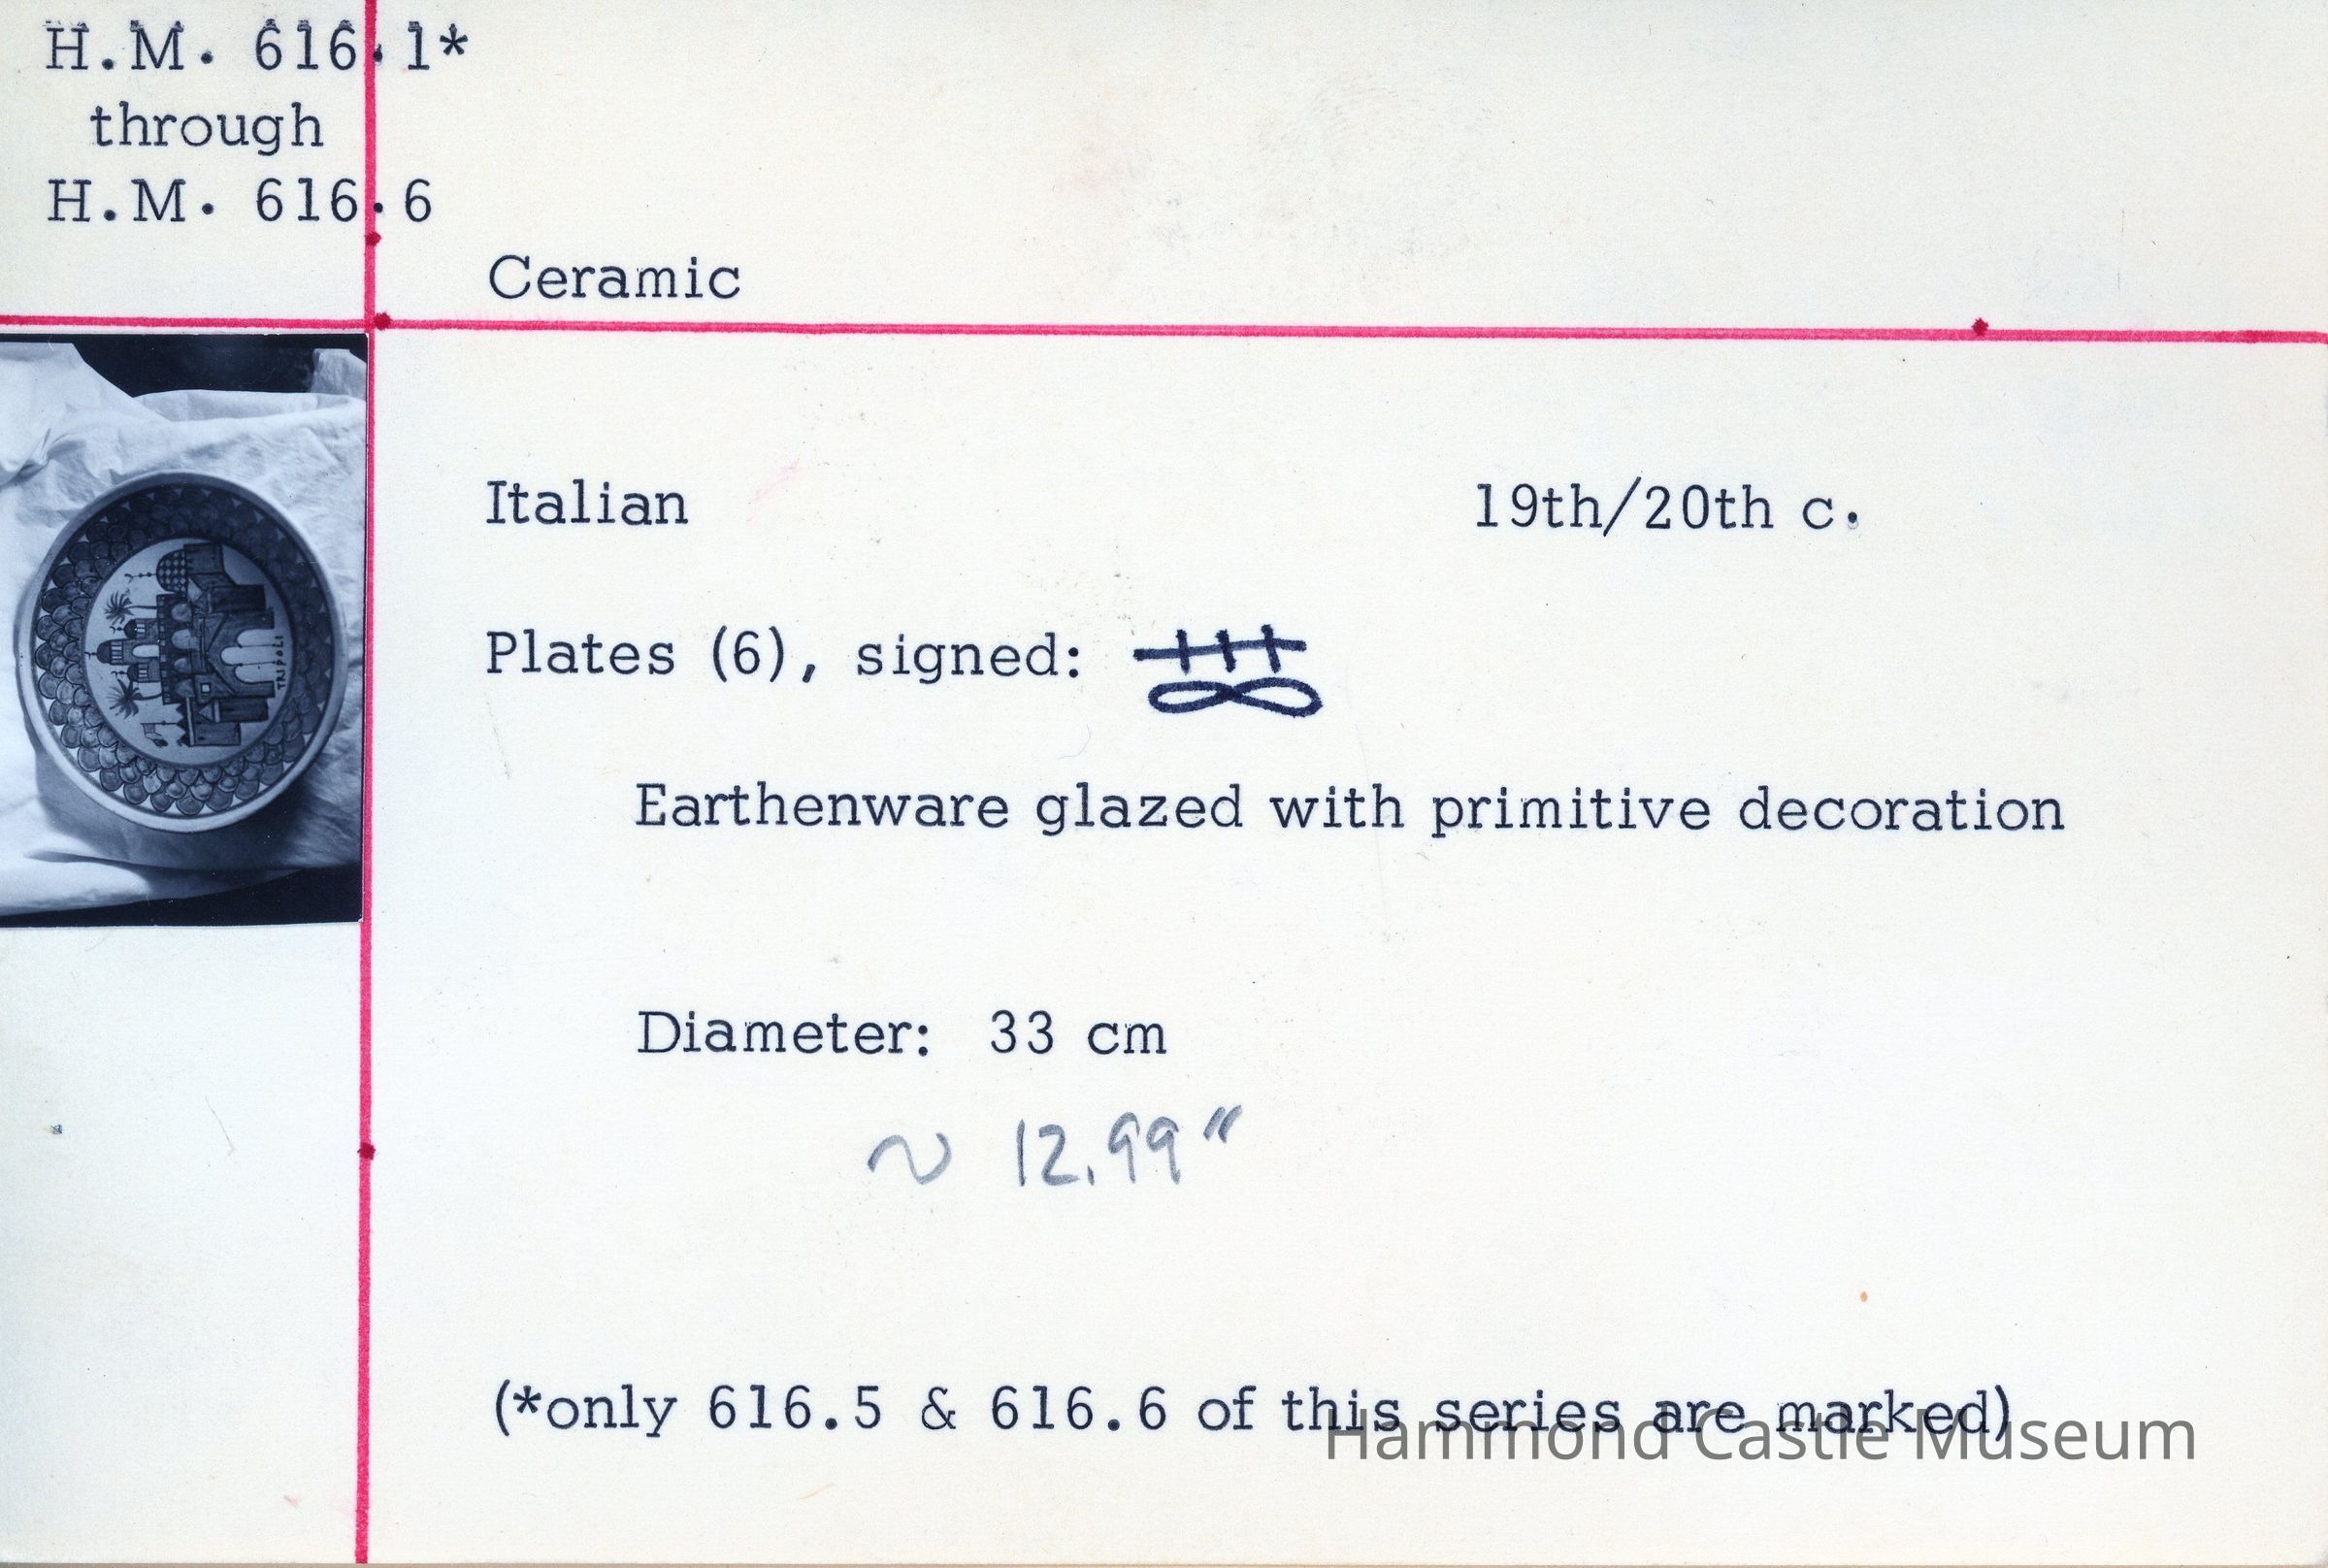 H.M. 616.1*
through
H.M. 616.6
Ceramic
TRIPOLI
Italian 19th/20th c.
Plates (6), signed:
Earthenware glazed with primitive decoration
Diameter: 33 cm
~ 12.99"
(*only 616.5 & 616.6 of this series are marked)
Hammond Castle Museum